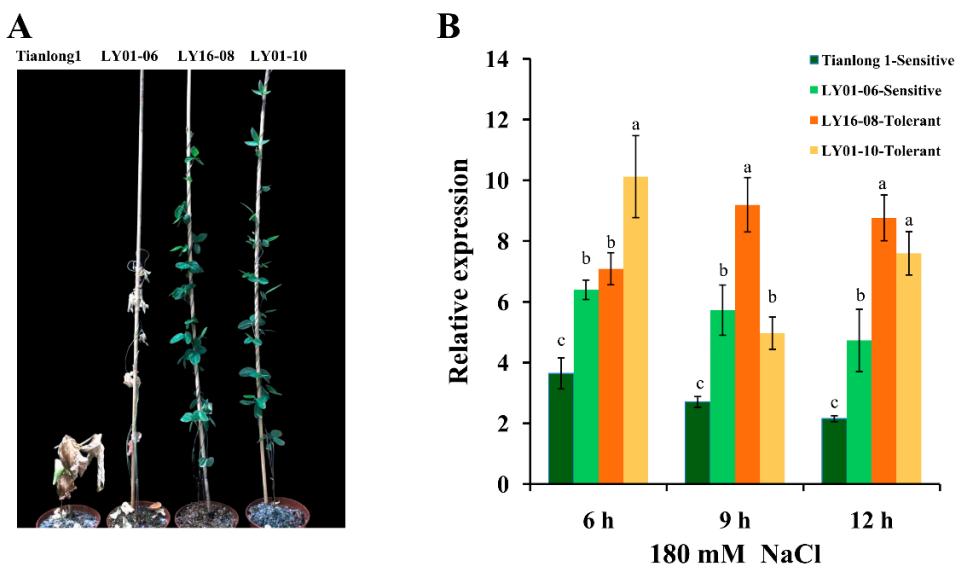 A
Tianlong1 LY01-06 LY16-08 LY01-10
B
Relative expression
14
12
10
8
6
4
2
0
Tianlong 1-Sensitive
LY01-06-Sensitive
LY16-08-Tolerant
LY01-10-Tolerant
c b b a
c b a b
c b a a
6 h 9 h 12 h
180 mM NaCl